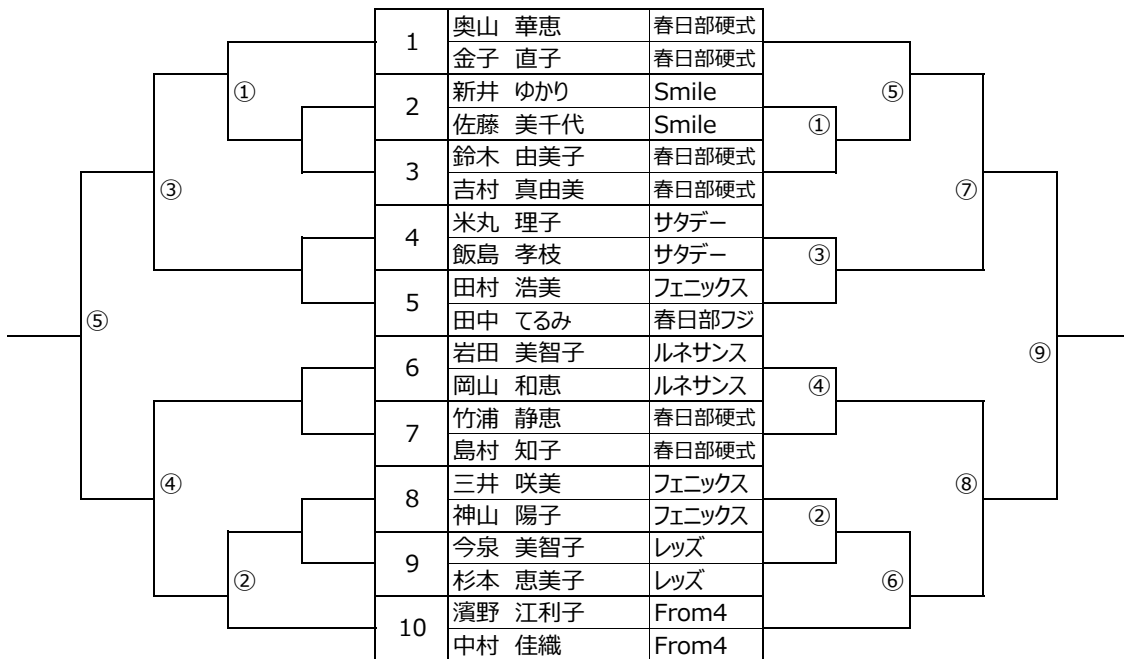 1 奥山 華恵 春日部硬式
金子 直子 春日部硬式
① 2 新井 ゆかり Smile ⑤
佐藤 美千代 Smile ①
3 鈴木 由美子 春日部硬式
吉村 真由美 春日部硬式
③ ⑦
4 米丸 理子 サタデー
飯島 孝枝 サタデー ③
5 田村 浩美 フェニックス
田中 てるみ 春日部フジ
⑤ ⑨
6 岩田 美智子 ルネサンス
岡山 和恵 ルネサンス ④
7 竹浦 静恵 春日部硬式
島村 知子 春日部硬式
④ ⑧
8 三井 咲美 フェニックス
神山 陽子 フェニックス ②
9 今泉 美智子 レッズ
② 杉本 恵美子 レッズ ⑥
10 濱野 江利子 From4
中村 佳織 From4